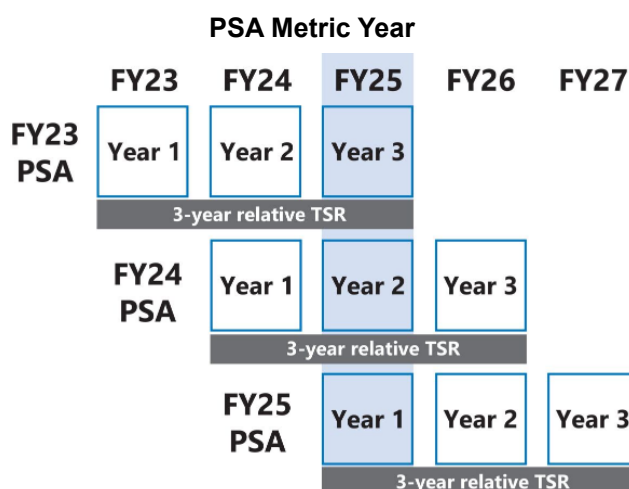 PSA Metric Year
FY23 FY24 FY25 FY26 FY27
FY23 PSA
Year 1 Year 2 Year 3
3-year relative TSR
FY24 PSA
Year 1 Year 2 Year 3
3-year relative TSR
FY25 PSA
Year 1 Year 2 Year 3
3-year relative TSR